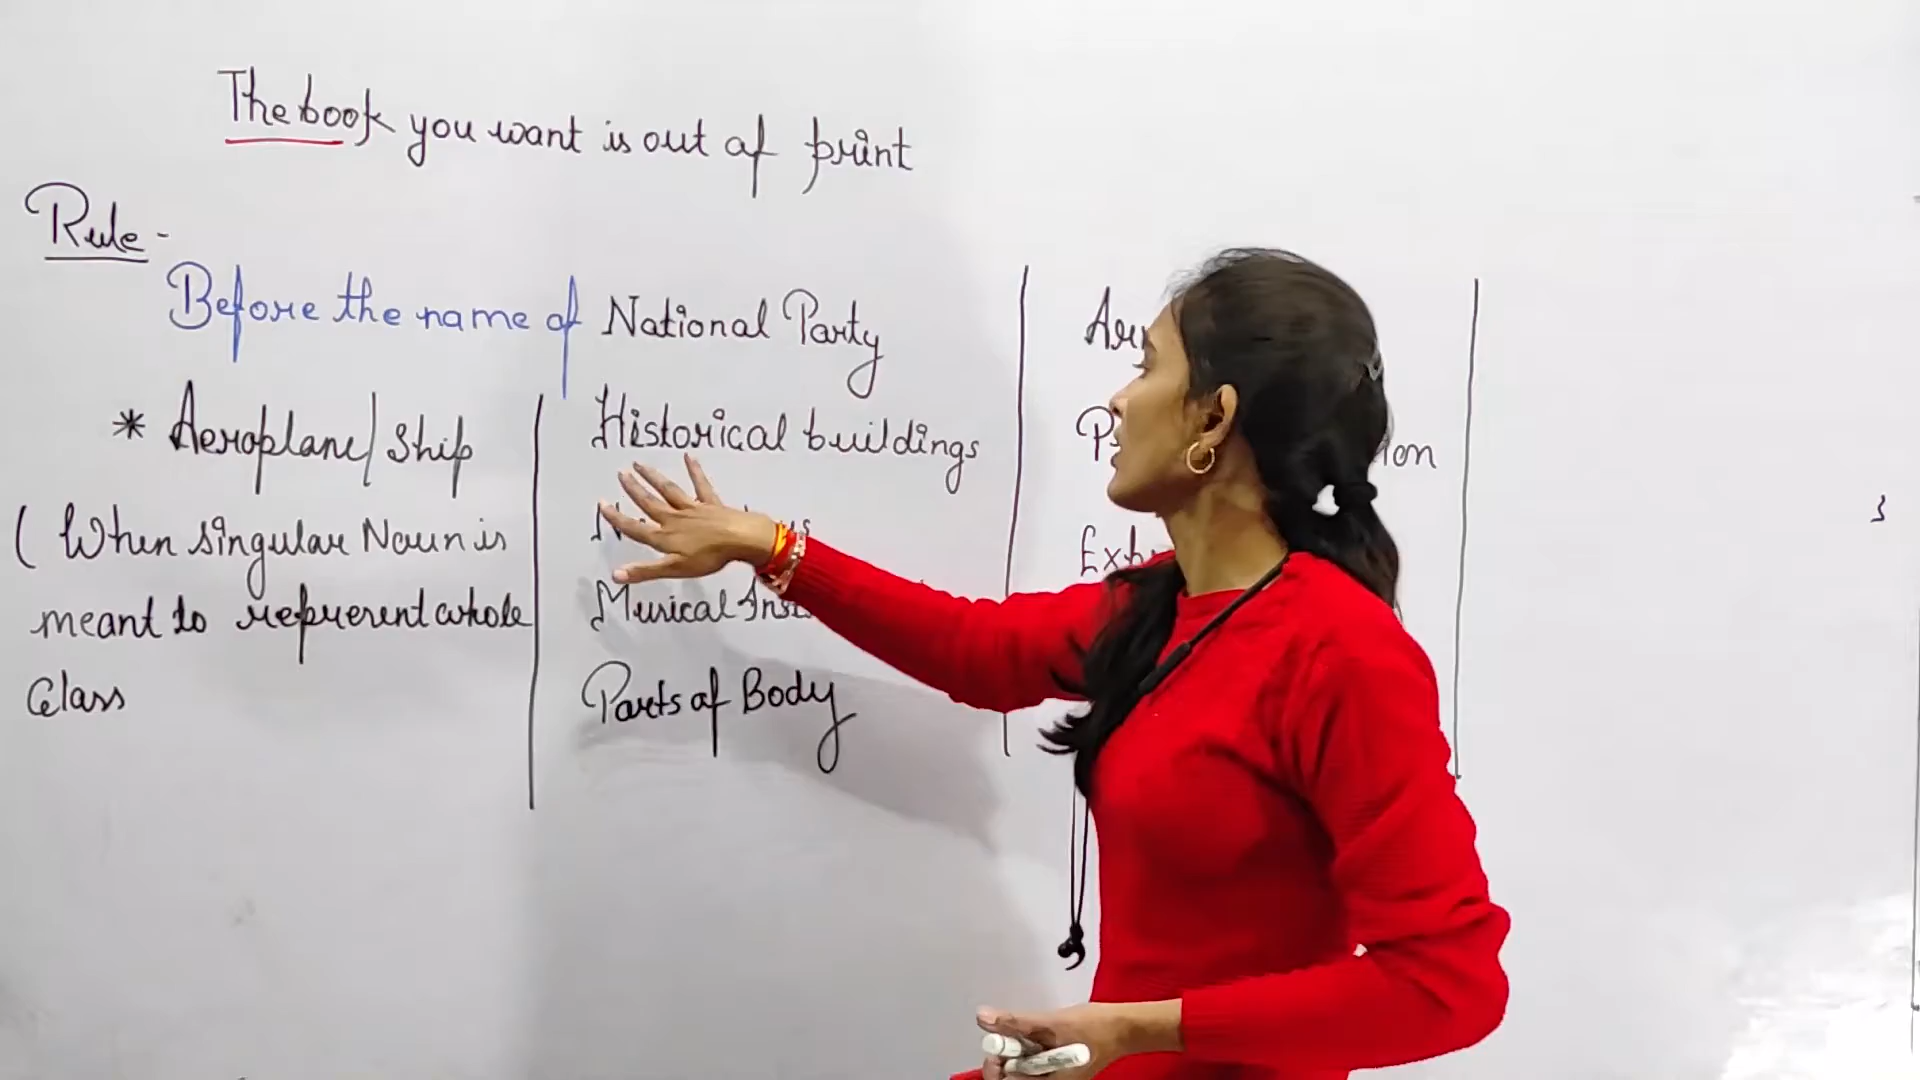 The book you want is out of print
Rule -
Before the name of National Party
* Aeroplane/Ship
(When singular Noun is
meant to represent whole
Class
Historical buildings
Musical
Parts of Body